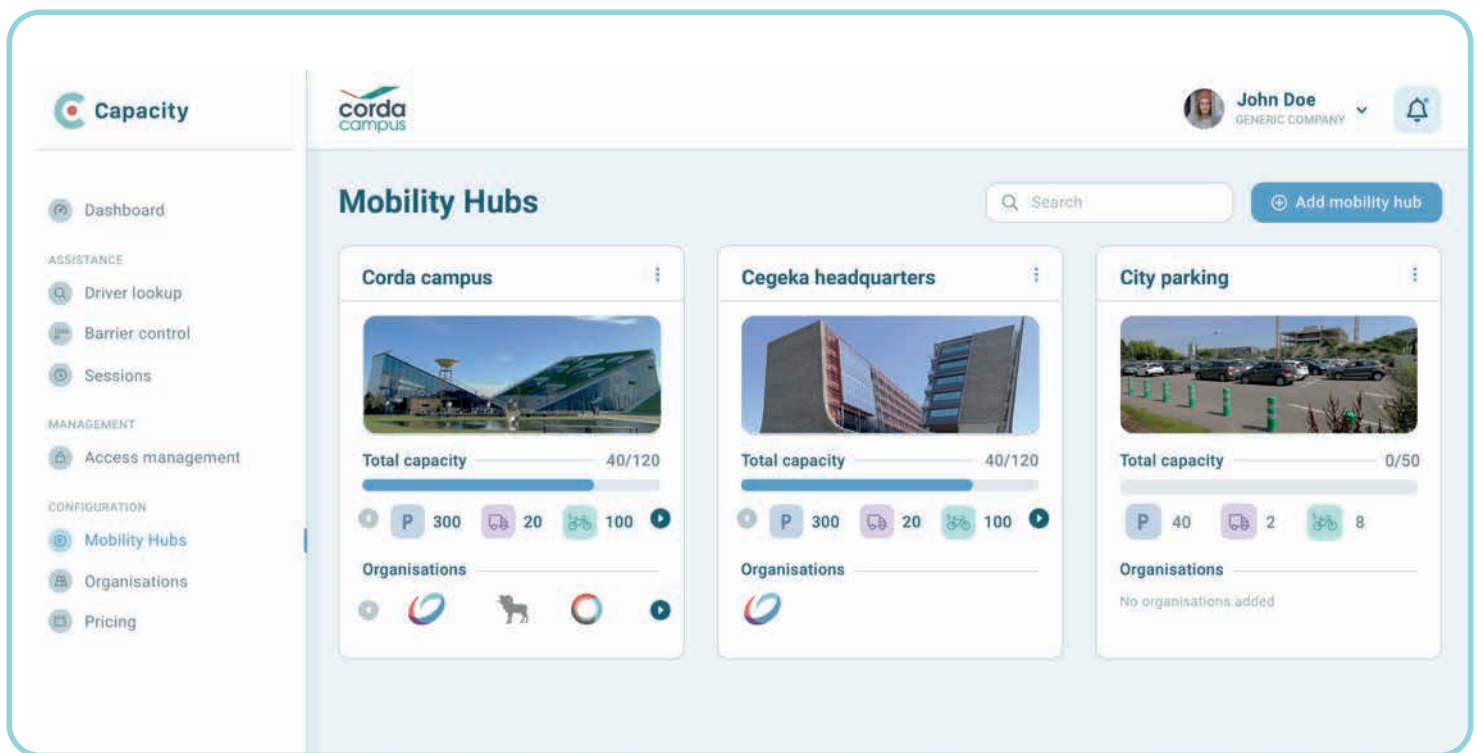 Capacity
corda
campus
John Doe
GENERIC COMPANY
Dashboard
ASSISTANCE
Driver lookup
Barrier control
Sessions
MANAGEMENT
Access management
CONFIGURATION
Mobility Hubs
Organisations
Pricing
Mobility Hubs
Search
Add mobility hub
Corda campus
Total capacity 40/120
P 300 20 100
Organisations
Cegeka headquarters
Total capacity 40/120
P 300 20 100
Organisations
City parking
Total capacity 0/50
P 40 2 8
Organisations
No organisations added